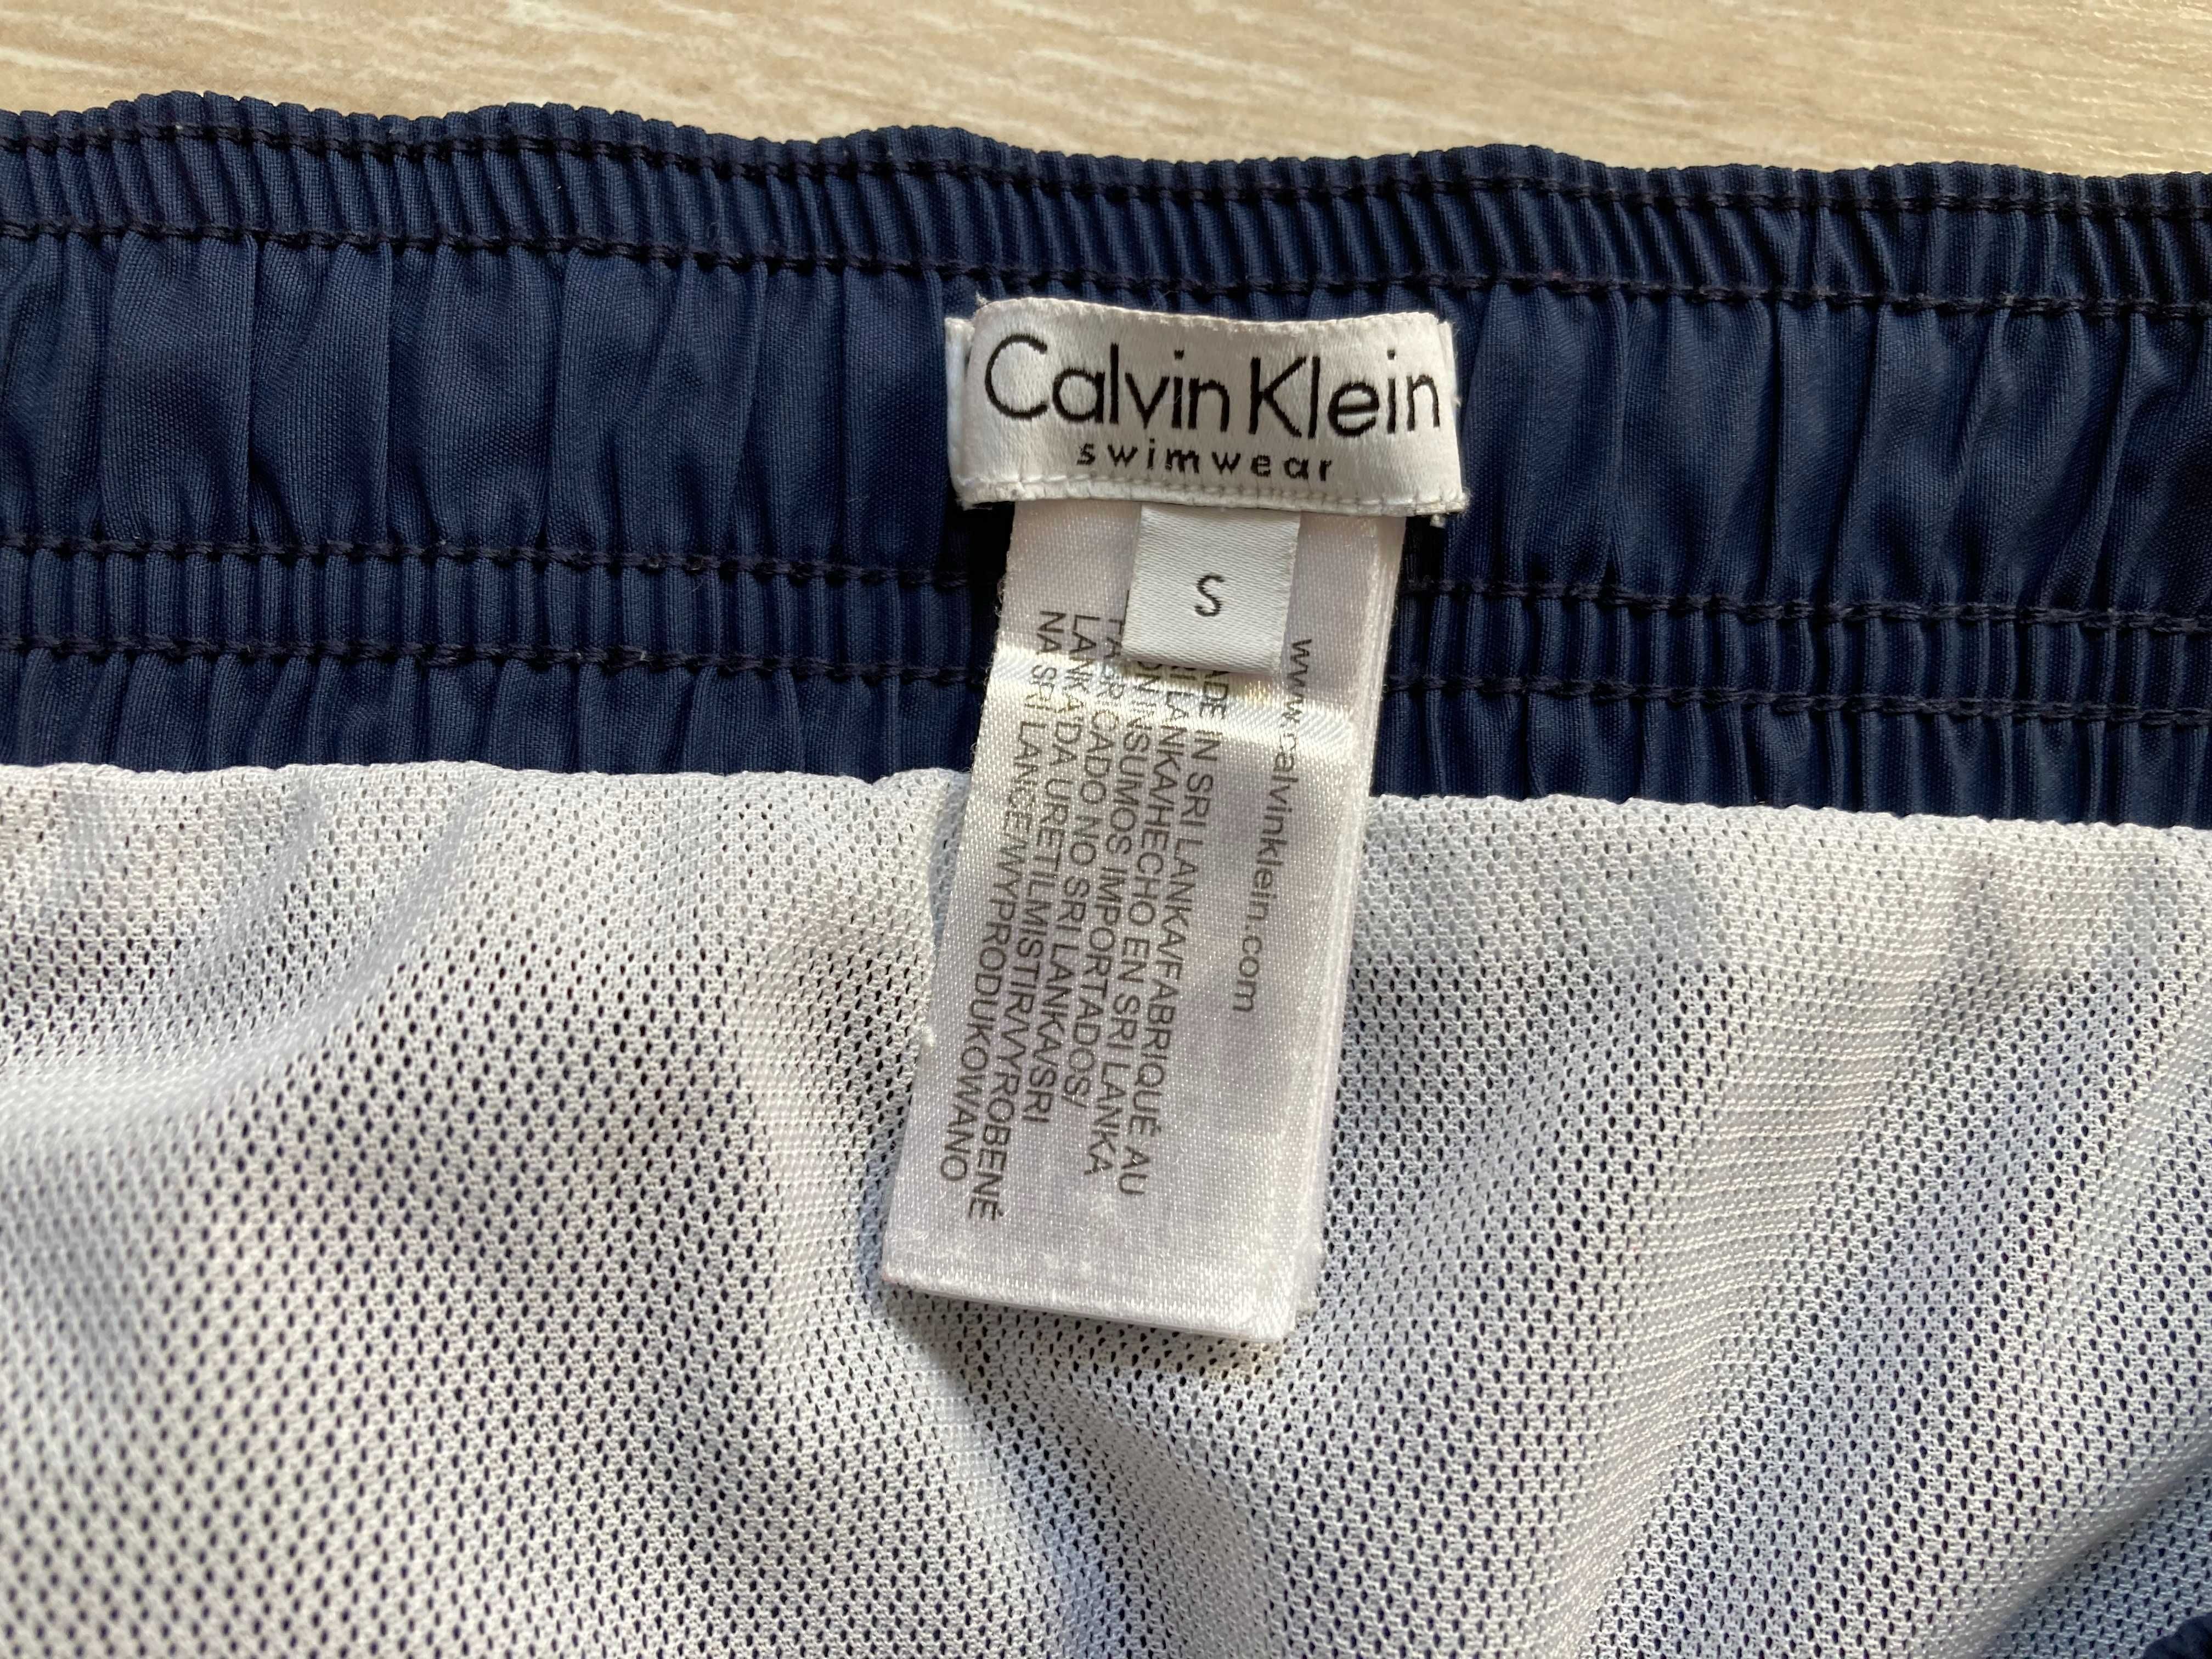 Calvin Klein
swimwear
S
www.calvinklein.com
IN SRI LANKA/FABRIQUÉ AU
LANKA/HECHO EN SRI LANKA
INSUMOS IMPORTADOS/
FABRICADO NO SRI LANKA/SRI
LANKA'DA URETILMISTIR/VYROBENÉ
NA SRI LANCE/WYPRODUKOWANO